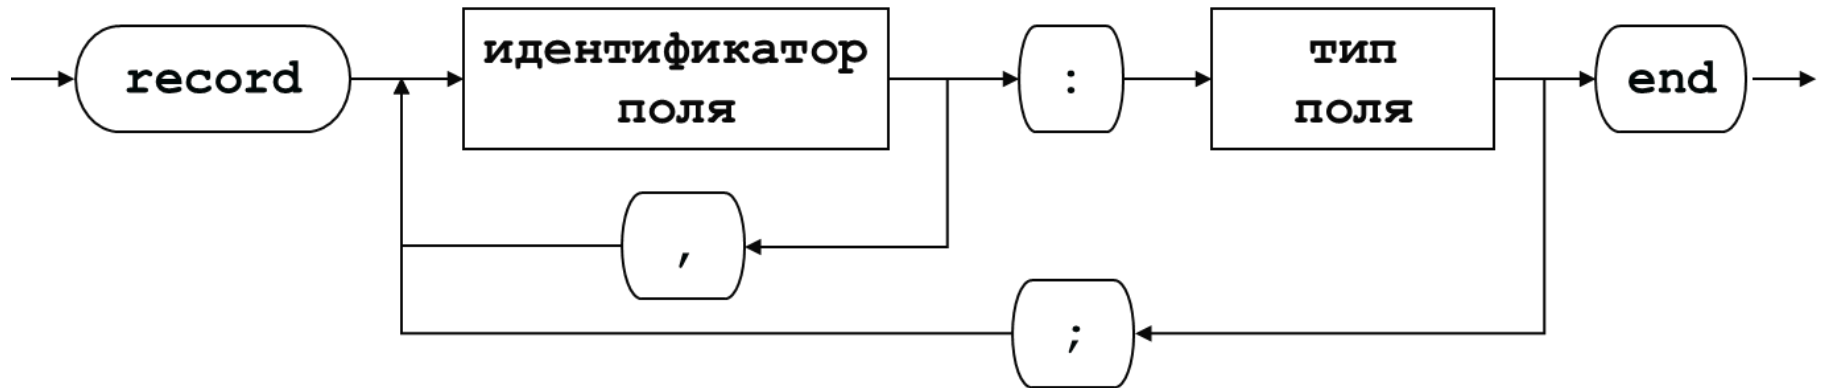 record
идентификатор
поля
:
тип
поля
end
,
;